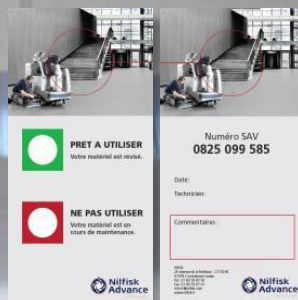 PRET A UTILISER
Votre matériel est révisé.
NE PAS UTILISER
Votre matériel est en
cours de maintenance.
Nilfisk
Advance
Numéro SAV
0825 099 585
Date:
Technicien:
Commentaires :
Nilfisk
Advance